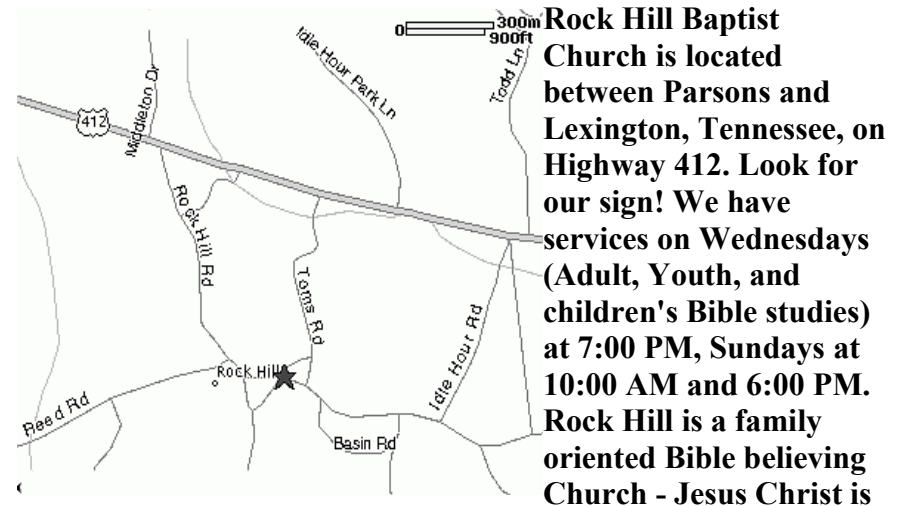 300m
0
900ft
Idle Hour Park Ln
Todd Ln
Middleton Dr
412
Rock Hill Rd
Toms Rd
Idle Hour Rd
Rock Hill
Reed Rd
Basin Rd
Rock Hill Baptist
Church is located
between Parsons and
Lexington, Tennessee, on
Highway 412. Look for
our sign! We have
services on Wednesdays
(Adult, Youth, and
children's Bible studies)
at 7:00 PM, Sundays at
10:00 AM and 6:00 PM.
Rock Hill is a family
oriented Bible believing
Church - Jesus Christ is